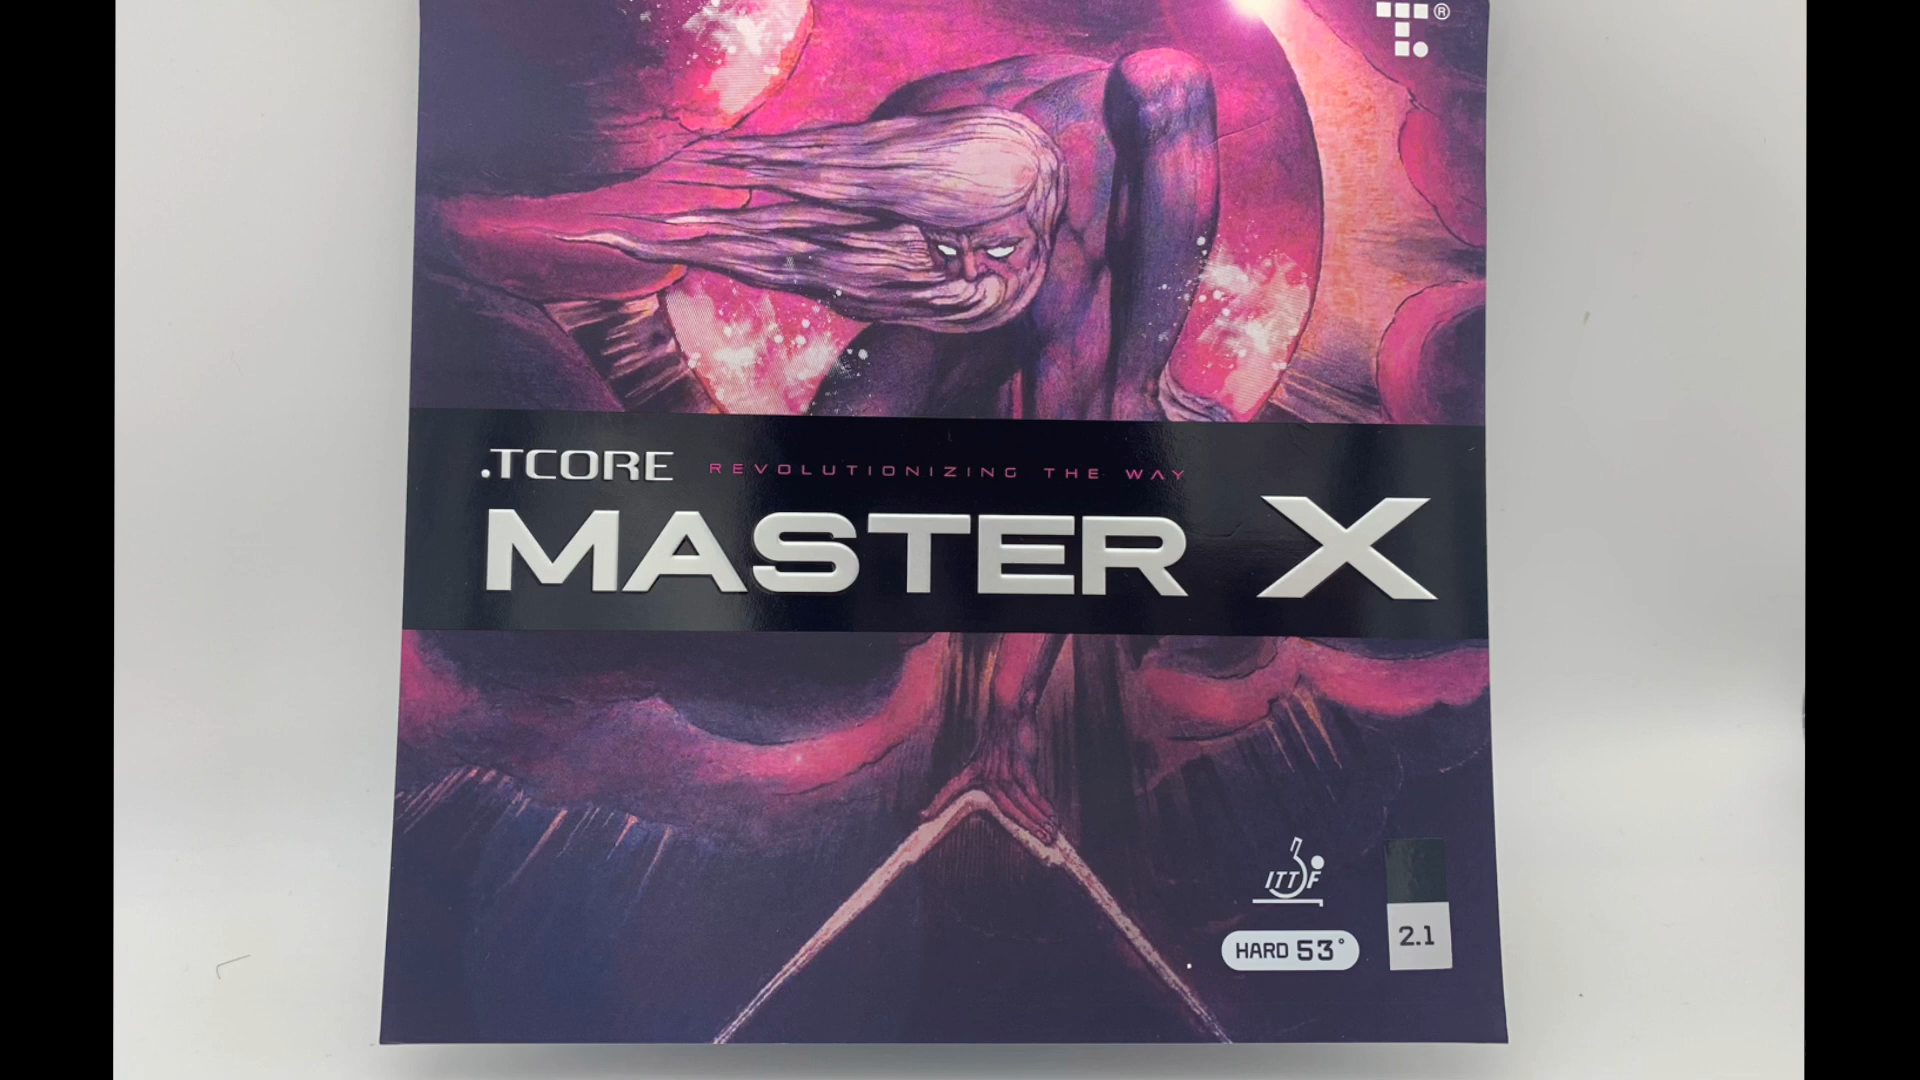 ®
.TCORE REVOLUTIONIZING THE WAY
MASTER X
ITTF
HARD 53°
2.1